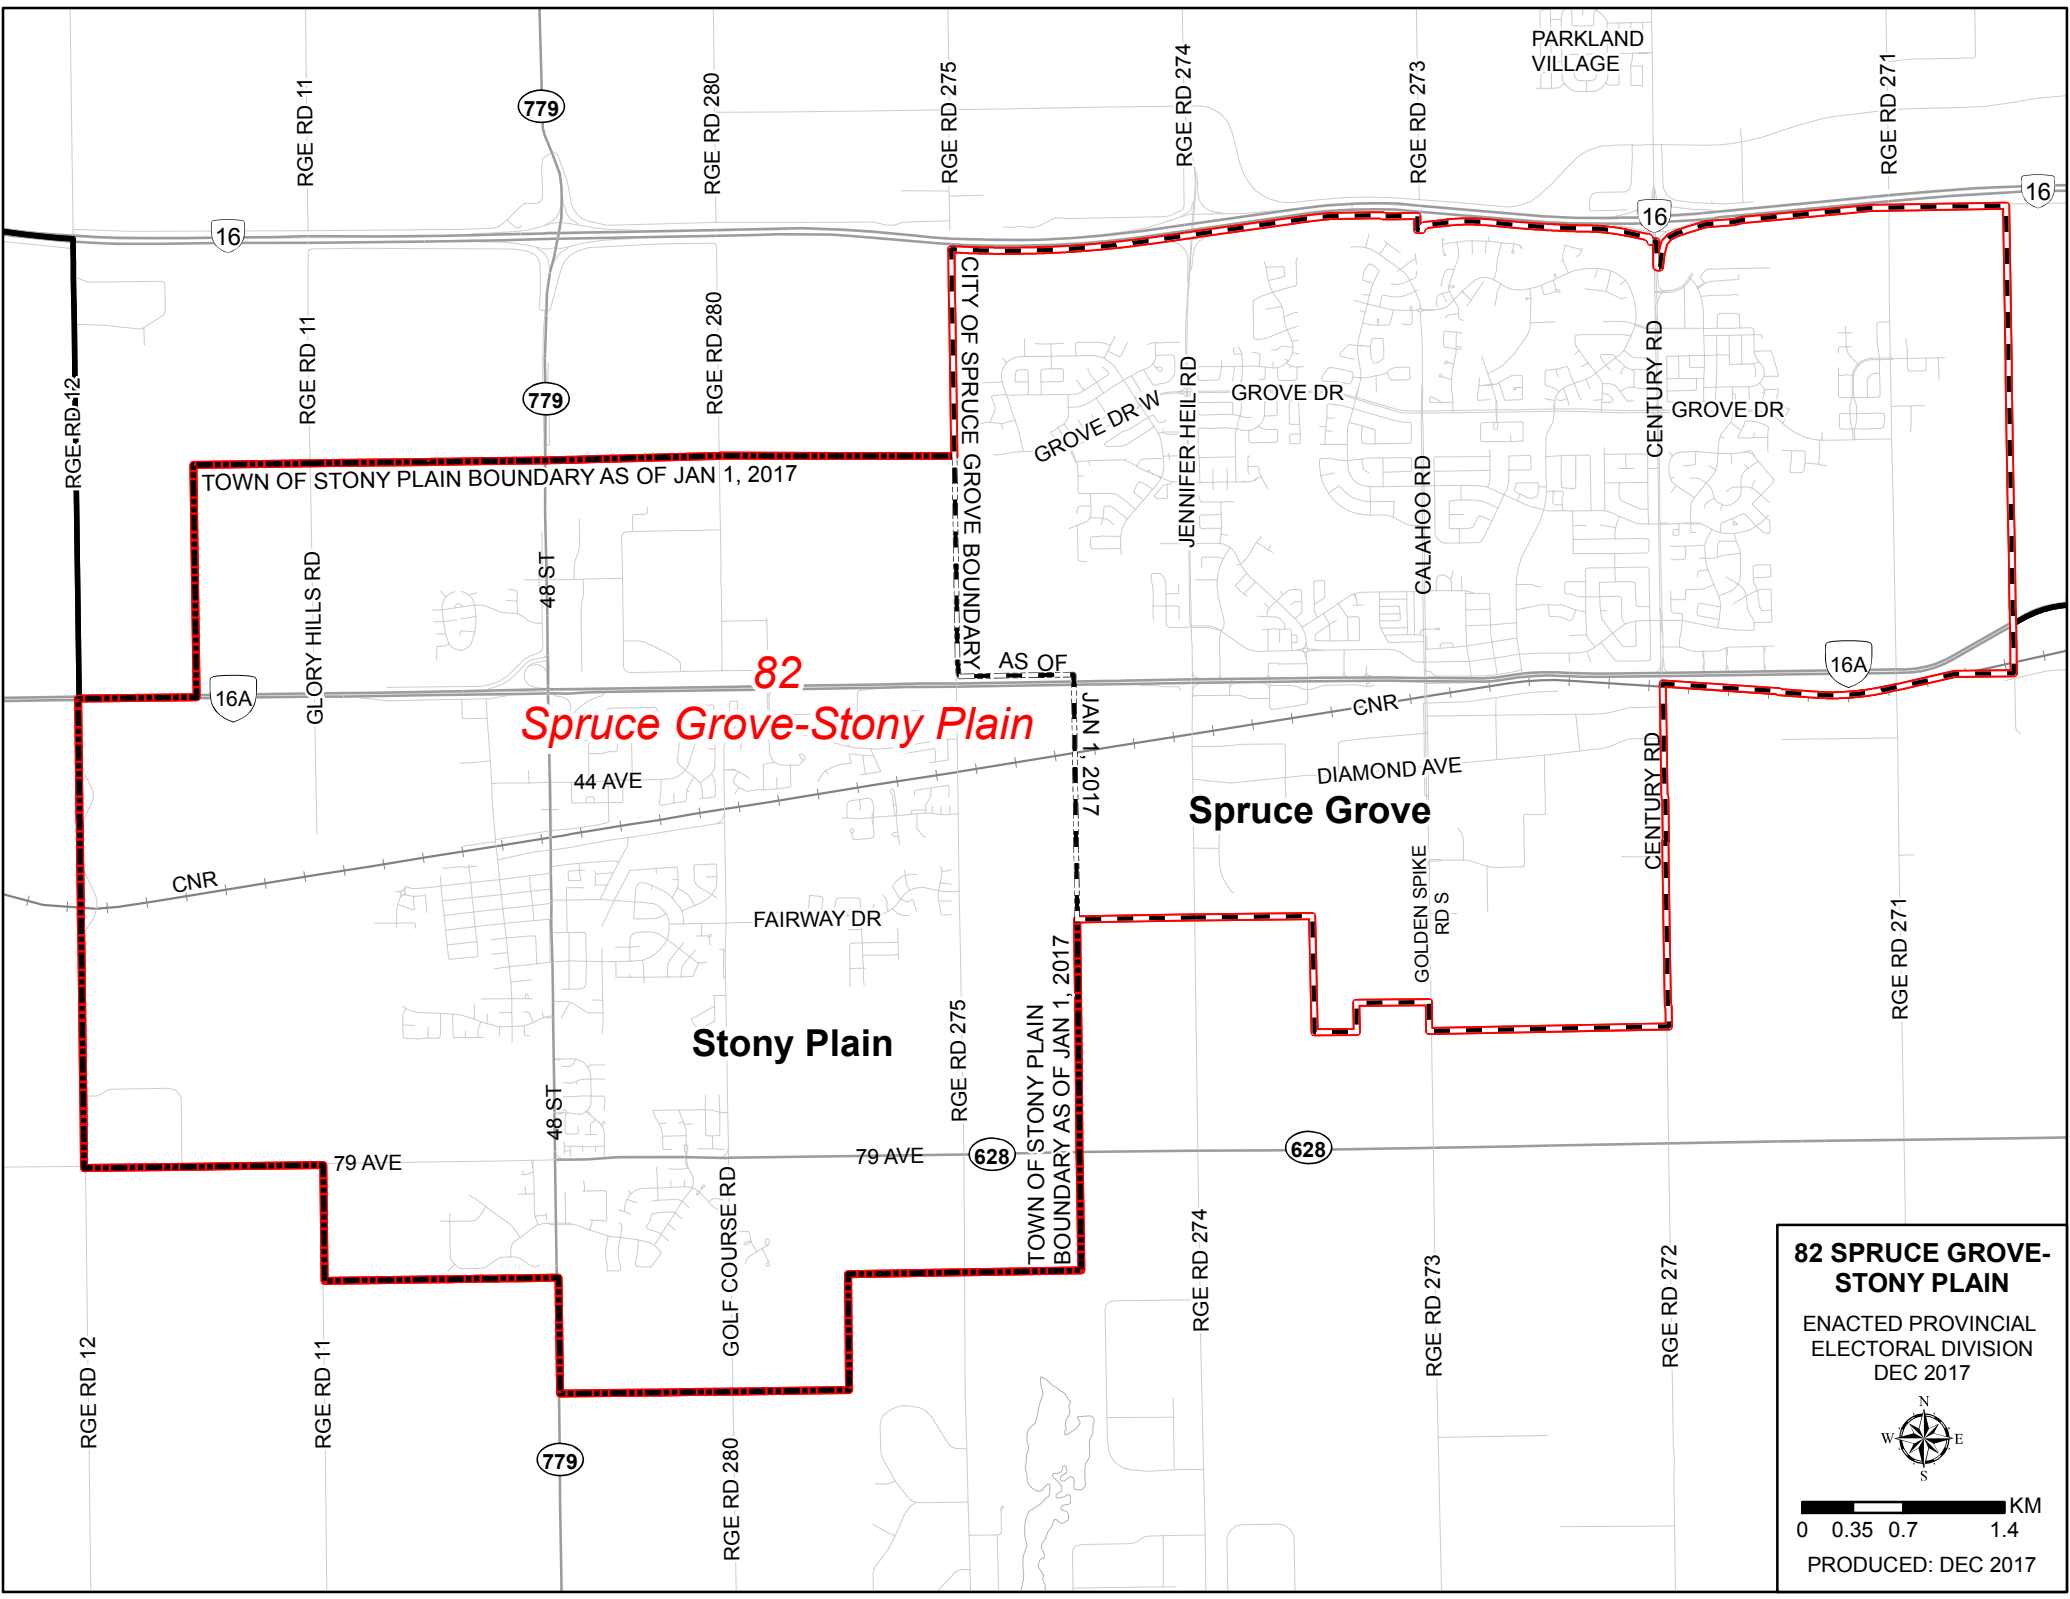 PARKLAND
VILLAGE
RGE RD 11
779
RGE RD 280
RGE RD 275
RGE RD 274
RGE RD 273
RGE RD 271
16
16
16
RGE RD 12
RGE RD 11
779
RGE RD 280
CITY OF SPRUCE GROVE BOUNDARY
AS OF
JAN 1, 2017
GROVE DR W
JENNIFER HEIL RD
GROVE DR
CALAHOO RD
CENTURY RD
GROVE DR
TOWN OF STONY PLAIN BOUNDARY AS OF JAN 1, 2017
GLORY HILLS RD
48 ST
82
Spruce Grove-Stony Plain
16A
16A
CNR
44 AVE
DIAMOND AVE
Spruce Grove
CENTURY RD
CNR
FAIRWAY DR
GOLDEN SPIKE
RD S
RGE RD 271
Stony Plain
RGE RD 275
TOWN OF STONY PLAIN
BOUNDARY AS OF JAN 1, 2017
48 ST
79 AVE
79 AVE
628
628
GOLF COURSE RD
RGE RD 274
RGE RD 273
RGE RD 272
RGE RD 12
RGE RD 11
779
RGE RD 280
82 SPRUCE GROVE-
STONY PLAIN
ENACTED PROVINCIAL
ELECTORAL DIVISION
DEC 2017
N
W E
S
KM
0 0.35 0.7 1.4
PRODUCED: DEC 2017